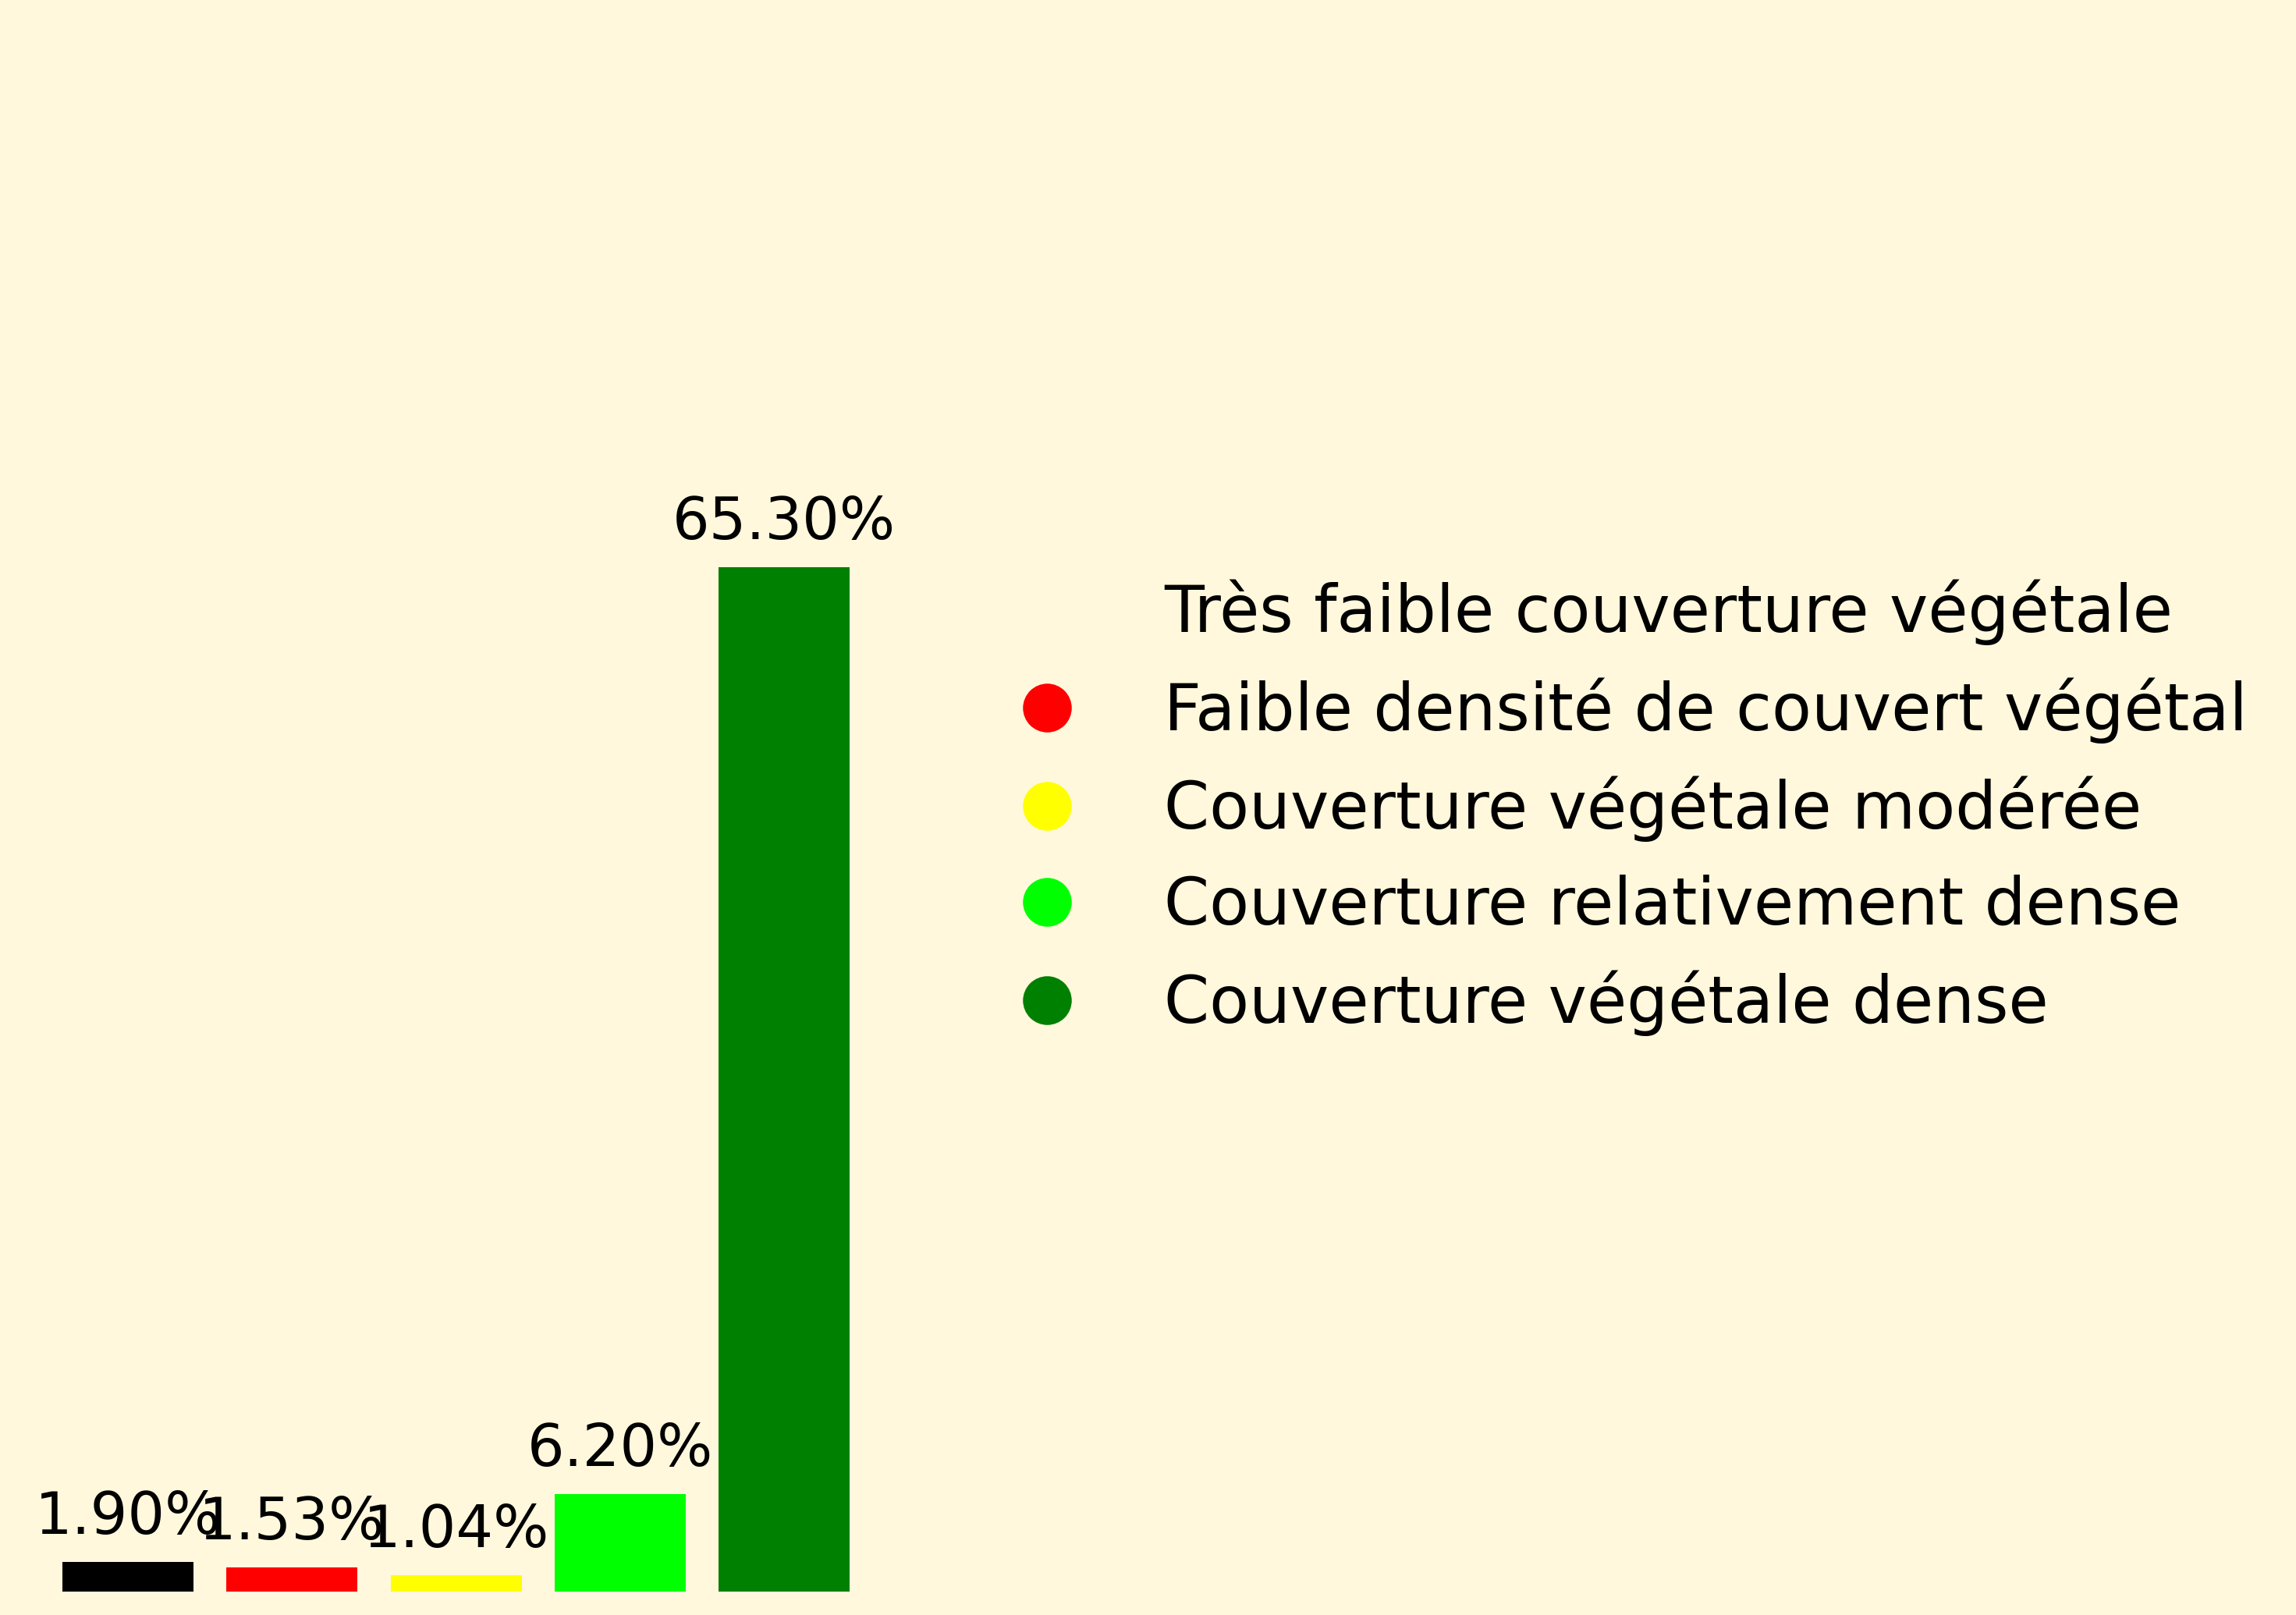 65.30%
Très faible couverture végétale
Faible densité de couvert végétal
Couverture végétale modérée
Couverture relativement dense
Couverture végétale dense
6.20%
1.90%
1.53%
1.04%